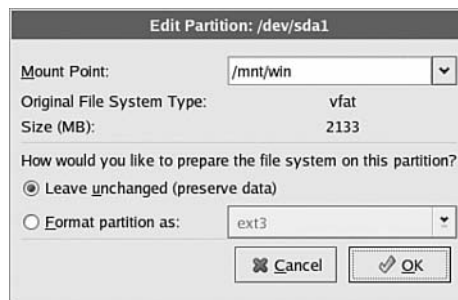 Edit Partition: /dev/sda1
Mount Point: /mnt/win
Original File System Type: vfat
Size (MB): 2133
How would you like to prepare the file system on this partition?
Leave unchanged (preserve data)
Format partition as: ext3
Cancel OK